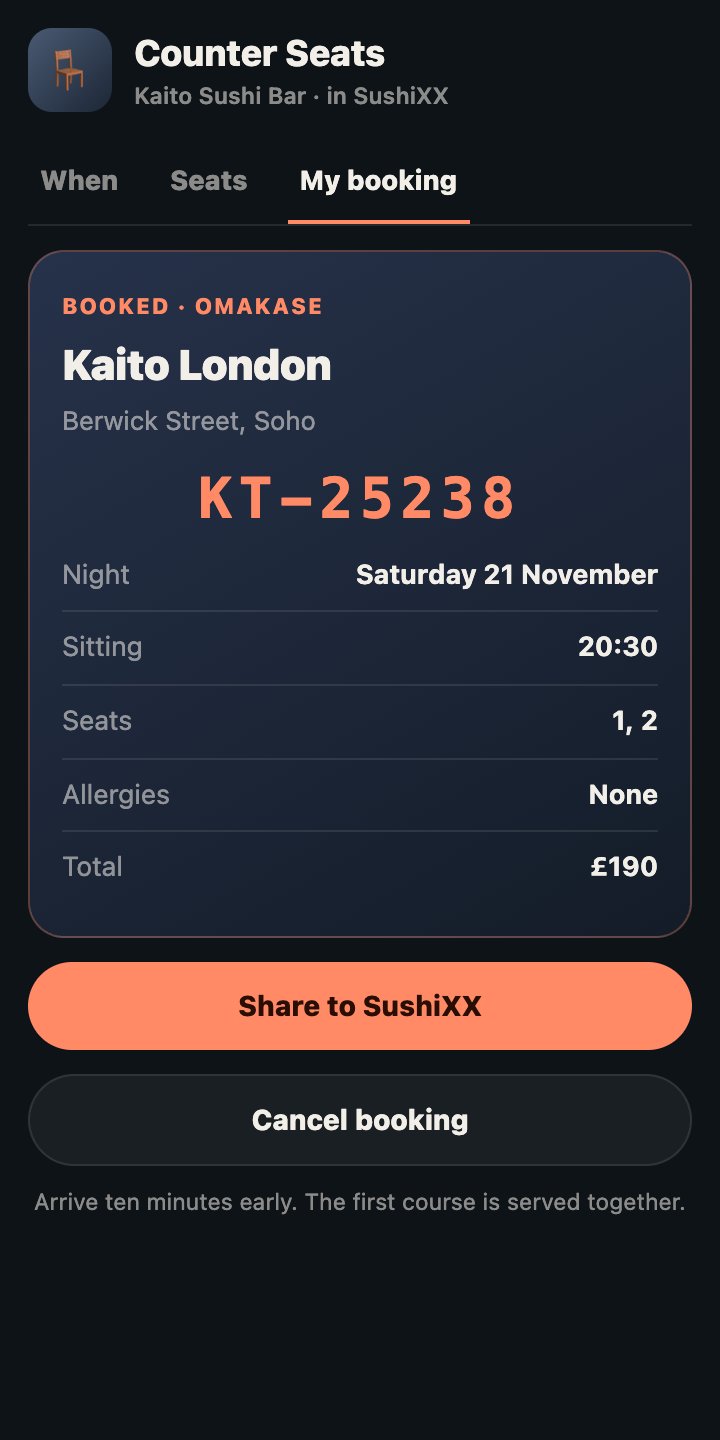 Counter Seats
Kaito Sushi Bar · in SushiXX
When Seats My booking
BOOKED · OMAKASE
Kaito London
Berwick Street, Soho
KT-25238
Night Saturday 21 November
Sitting 20:30
Seats 1, 2
Allergies None
Total £190
Share to SushiXX
Cancel booking
Arrive ten minutes early. The first course is served together.